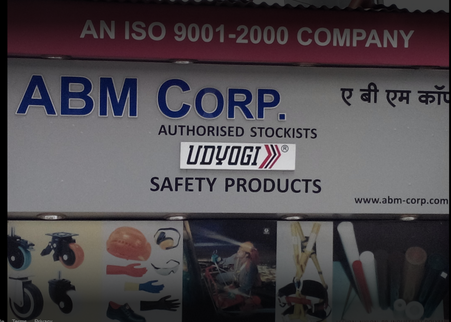 AN ISO 9001-2000 COMPANY
ABM CORP.
ए बी एम कॉर्प
AUTHORISED STOCKISTS
UDYOGI®
SAFETY PRODUCTS
www.abm-corp.com